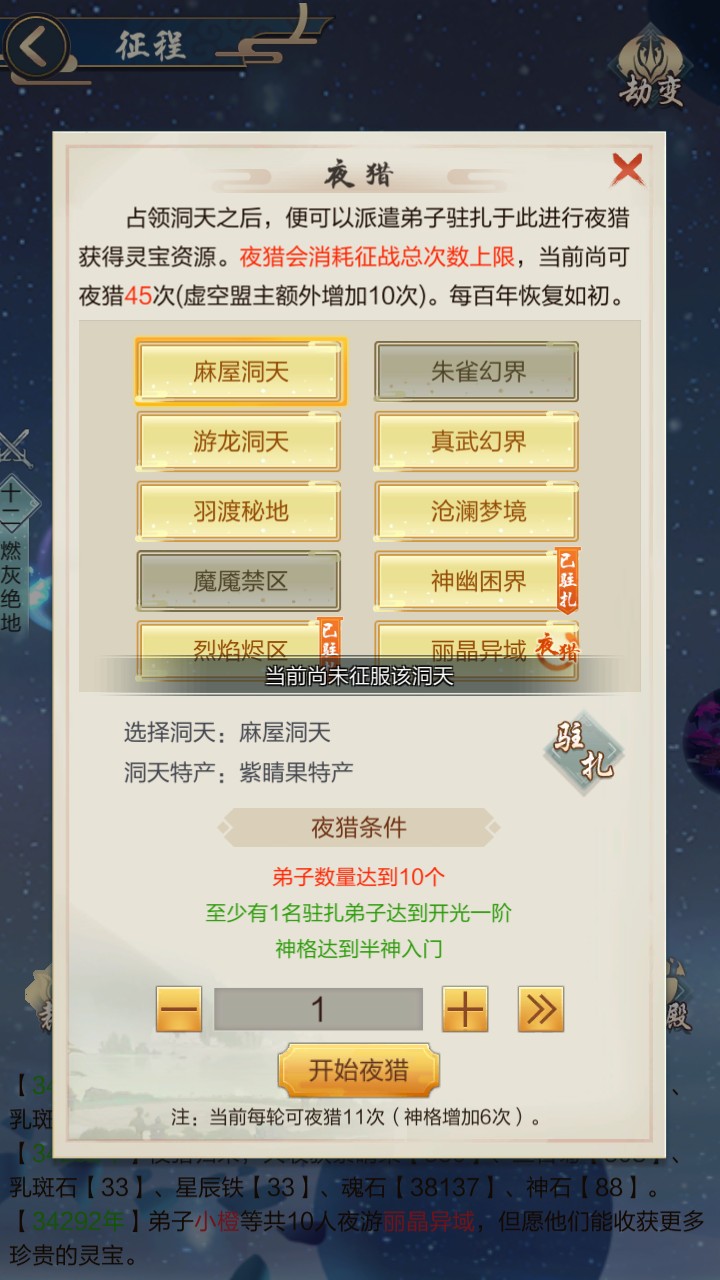 征程
劫变
夜猎
占领洞天之后，便可以派遣弟子驻扎于此进行夜猎
获得灵宝资源。夜猎会消耗征战总次数上限，当前尚可
夜猎45次(虚空盟主额外增加10次)。每百年恢复如初。
麻屋洞天
朱雀幻界
游龙洞天
真武幻界
羽渡秘地
沧澜梦境
魔魇禁区
神幽困界
已驻扎
烈焰烬区
已驻
丽晶异域
夜猎
当前尚未征服该洞天
十二
燃灰绝地
选择洞天：麻屋洞天
洞天特产：紫晴果特产
驻扎
夜猎条件
弟子数量达到10个
至少有1名驻扎弟子达到开光一阶
神格达到半神入门
1
殿
开始夜猎
注：当前每轮可夜猎11次（神格增加6次）。
【34
、
乳斑
【34
、
乳斑石【33】、星辰铁【33】、魂石【38137】、神石【88】。
【34292年】弟子小橙等共10人夜游丽晶异域，但愿他们能收获更多
珍贵的灵宝。